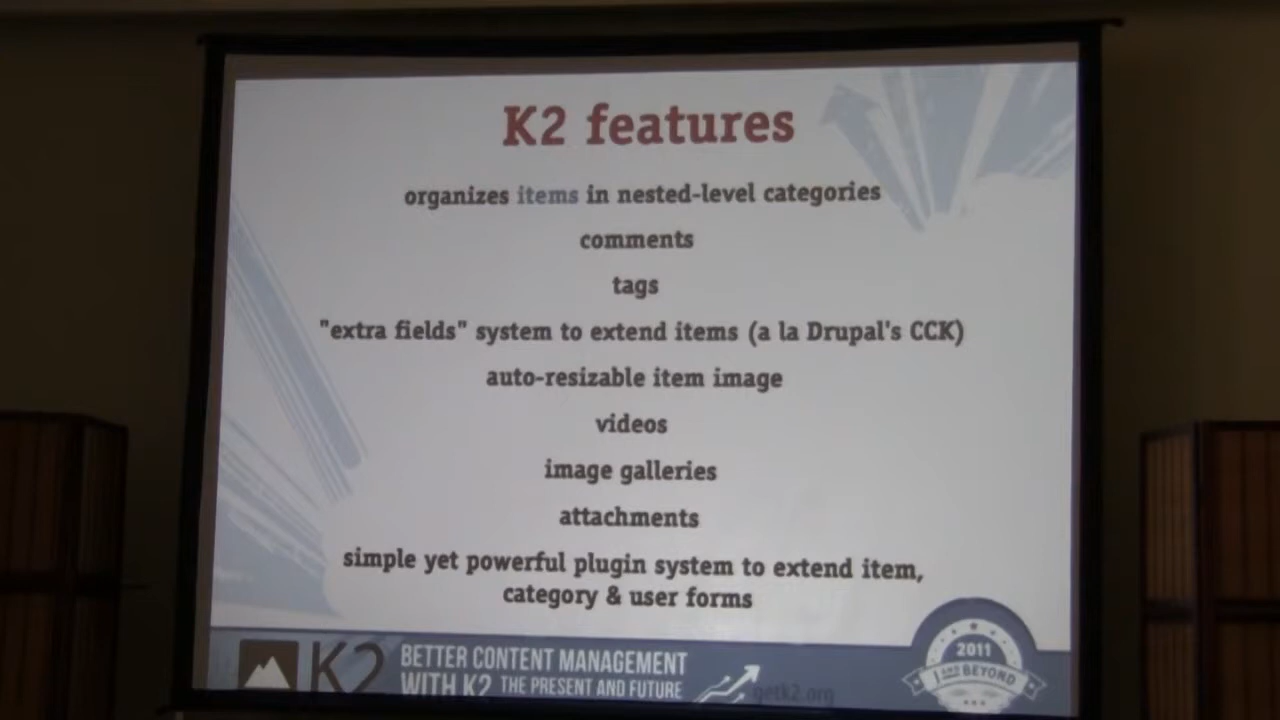 K2 features
organizes items in nested-level categories
comments
tags
"extra fields" system to extend items (a la Drupal's CCK)
auto-resizable item image
videos
image galleries
attachments
simple yet powerful plugin system to extend item,
category & user forms
K2
BETTER CONTENT MANAGEMENT
WITH K2 THE PRESENT AND FUTURE
getk2.org
2011
J AND BEYOND